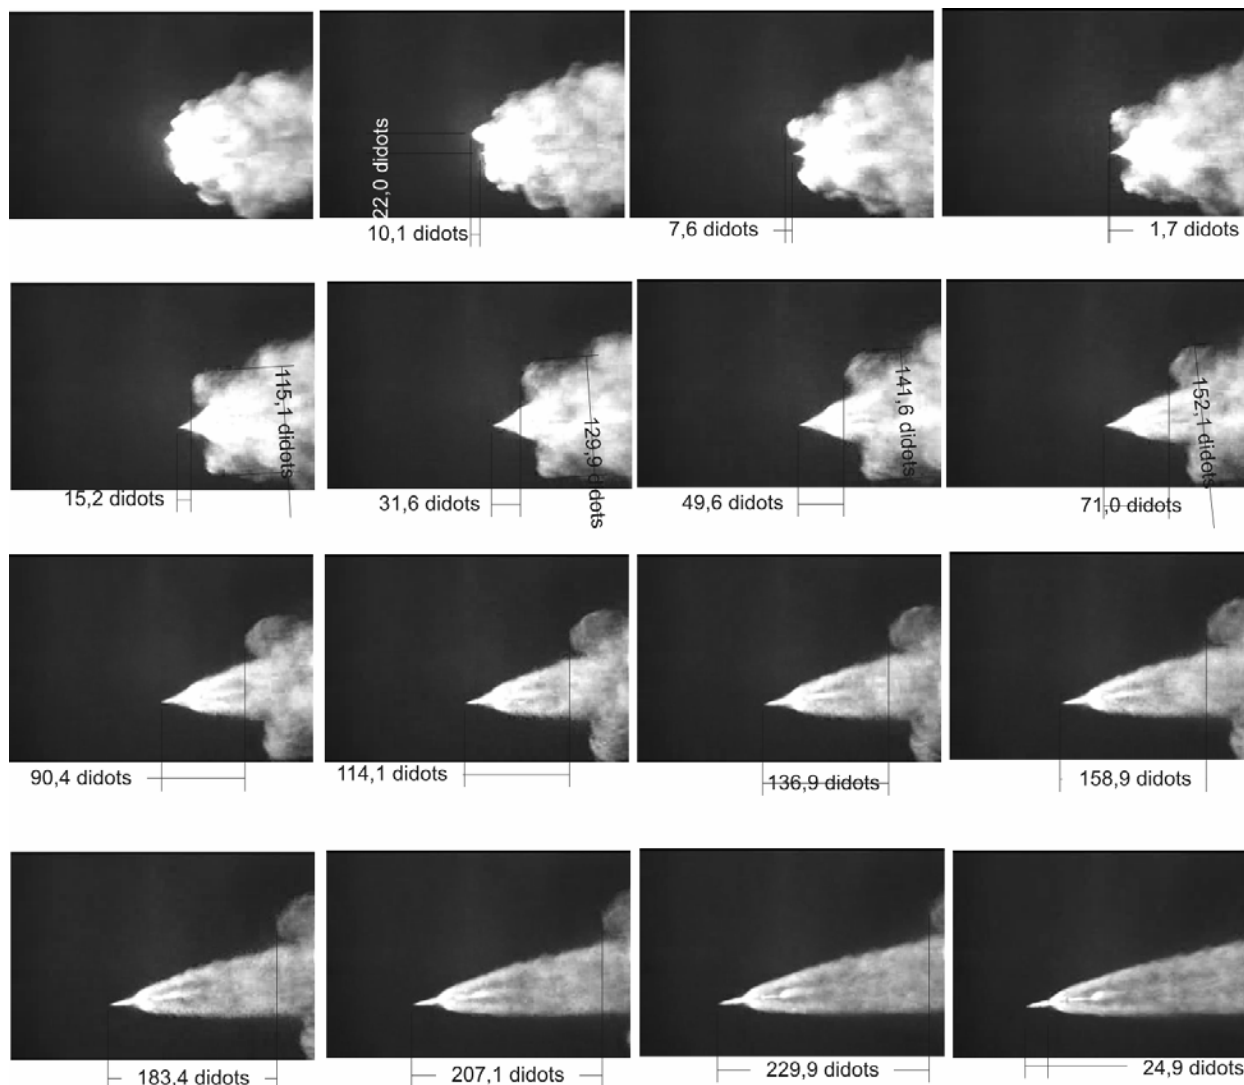 22,0 didots
10,1 didots
7,6 didots
1,7 didots
115,1 didots
129,9 didots
141,6 didots
152,1 didots
15,2 didots
31,6 didots
49,6 didots
71,0 didots
90,4 didots
114,1 didots
136,9 didots
158,9 didots
183,4 didots
207,1 didots
229,9 didots
24,9 didots